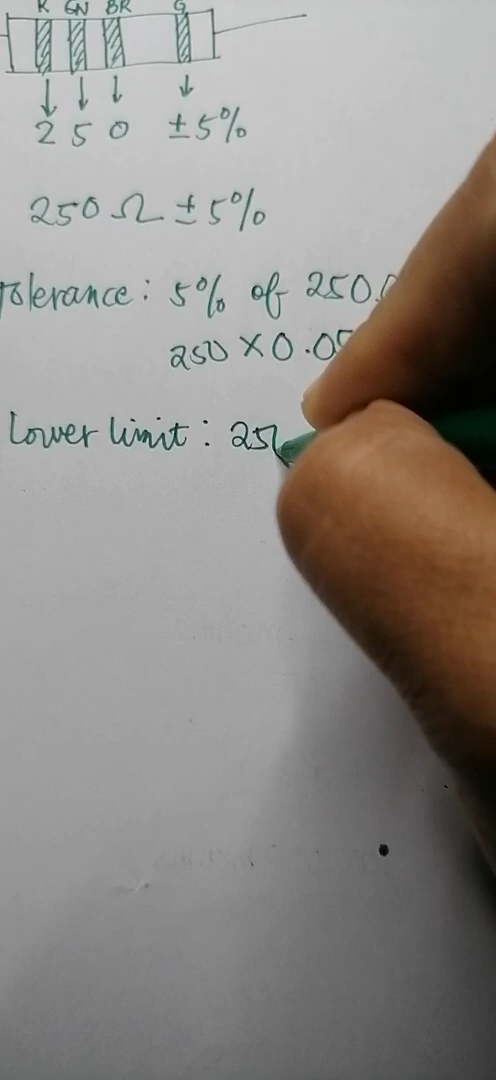 K GN BR G
2 5 0 ±5%
250 Ω ±5%
Tolerance: 5% of 250
250 × 0.05
Lower limit: 25